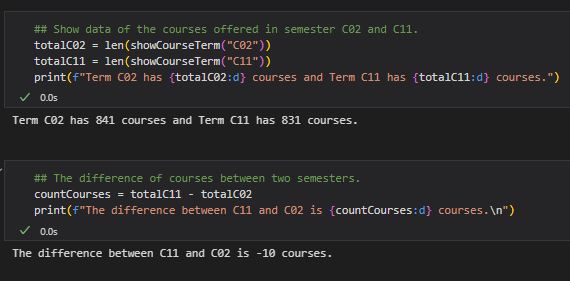 ## Show data of the courses offered in semester C02 and C11.
totalC02 = len(showCourseTerm("C02"))
totalC11 = len(showCourseTerm("C11"))
print(f"Term C02 has {totalC02:d} courses and Term C11 has {totalC11:d} courses.")
0.0s
Term C02 has 841 courses and Term C11 has 831 courses.
## The difference of courses between two semesters.
countCourses = totalC11 - totalC02
print(f"The difference between C11 and C02 is {countCourses:d} courses.\n")
0.0s
The difference between C11 and C02 is -10 courses.